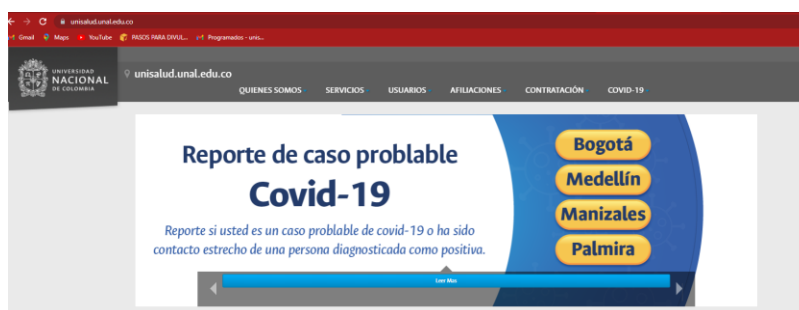 unisalud.unal.edu.co
Gmail Maps YouTube PASOS PARA DIVUL... Programados - unis...
UNIVERSIDAD
NACIONAL
DE COLOMBIA
unisalud.unal.edu.co
QUIENES SOMOS SERVICIOS USUARIOS AFILIACIONES CONTRATACIÓN COVID-19
Reporte de caso problable
Covid-19
Reporte si usted es un caso problable de covid-19 o ha sido
contacto estrecho de una persona diagnosticada como positiva.
Bogotá
Medellín
Manizales
Palmira
Leer Mas